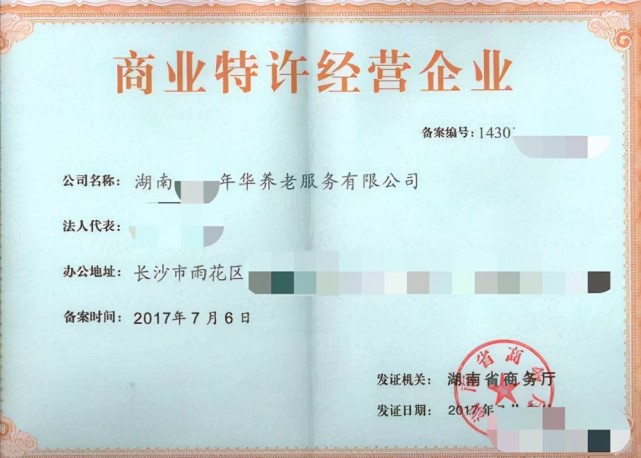 商业特许经营企业
备案编号:1430
公司名称: 湖南 年华养老服务有限公司
法人代表:
办公地址: 长沙市雨花区
备案时间: 2017年7月6日
发证机关: 湖南省商务厅
发证日期: 2017年